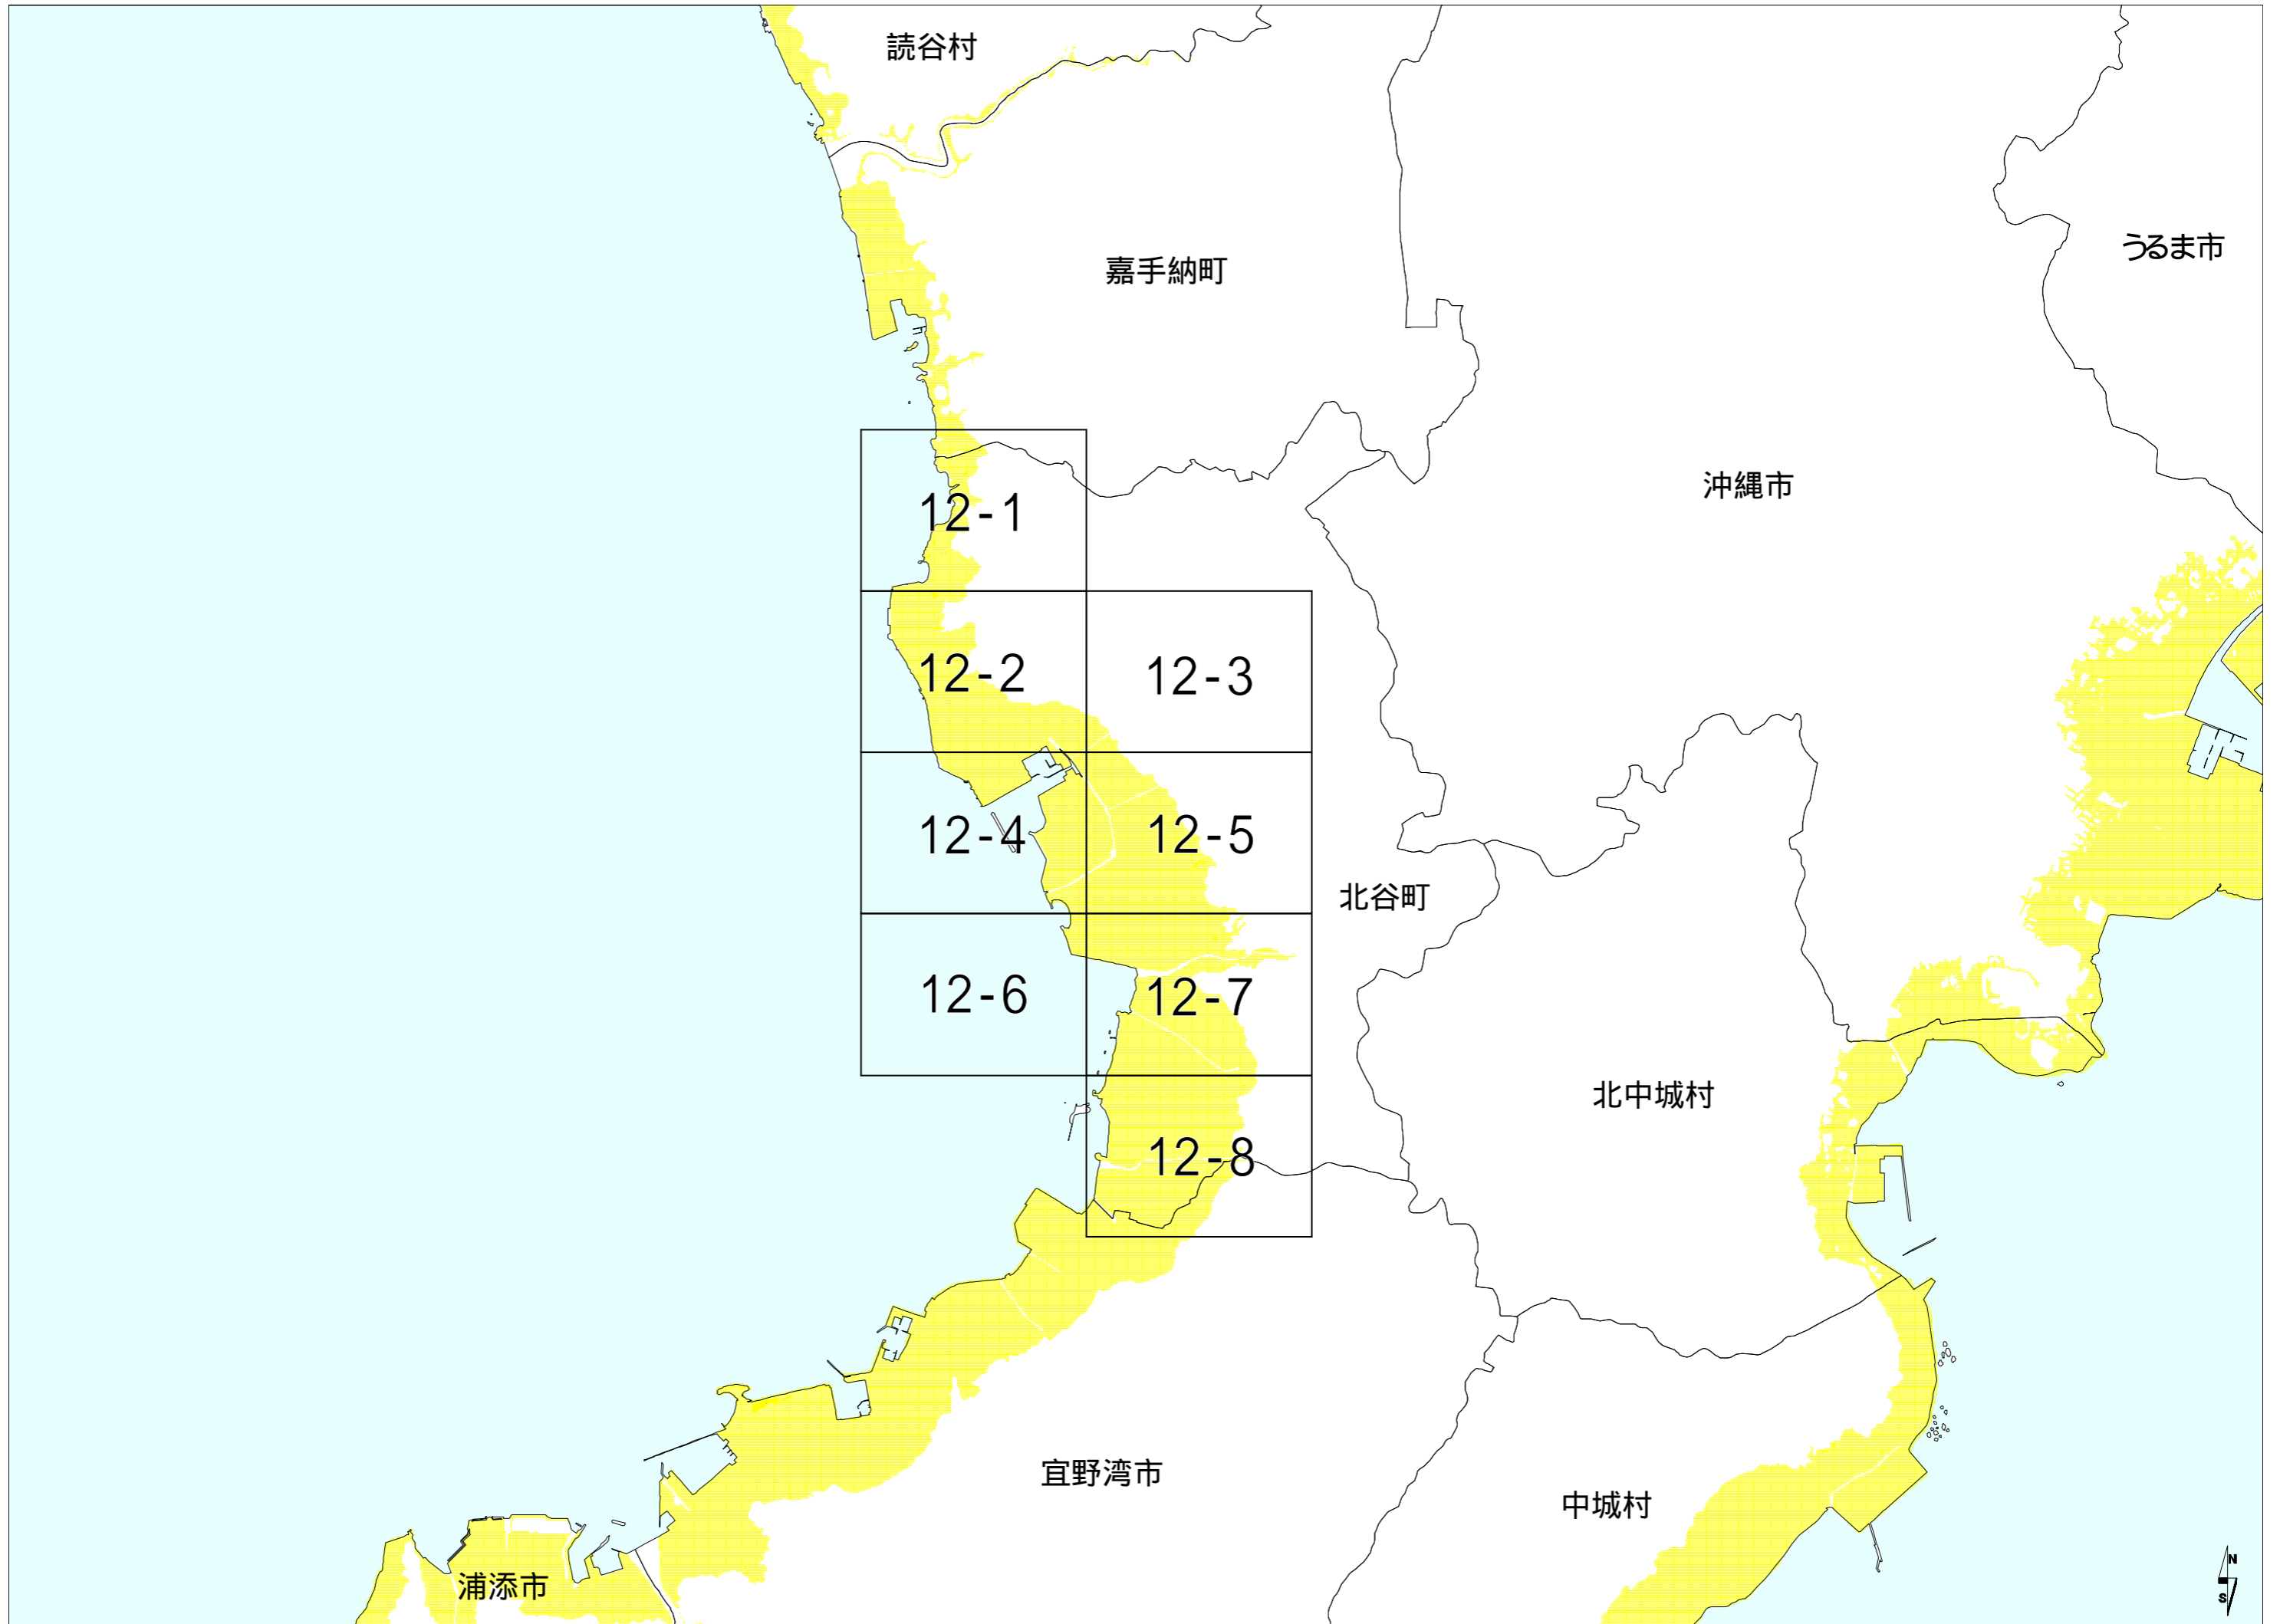 読谷村
嘉手納町
うるま市
沖縄市
12-1
12-2
12-3
12-4
12-5
北谷町
12-6
12-7
北中城村
12-8
宜野湾市
中城村
浦添市
N
S